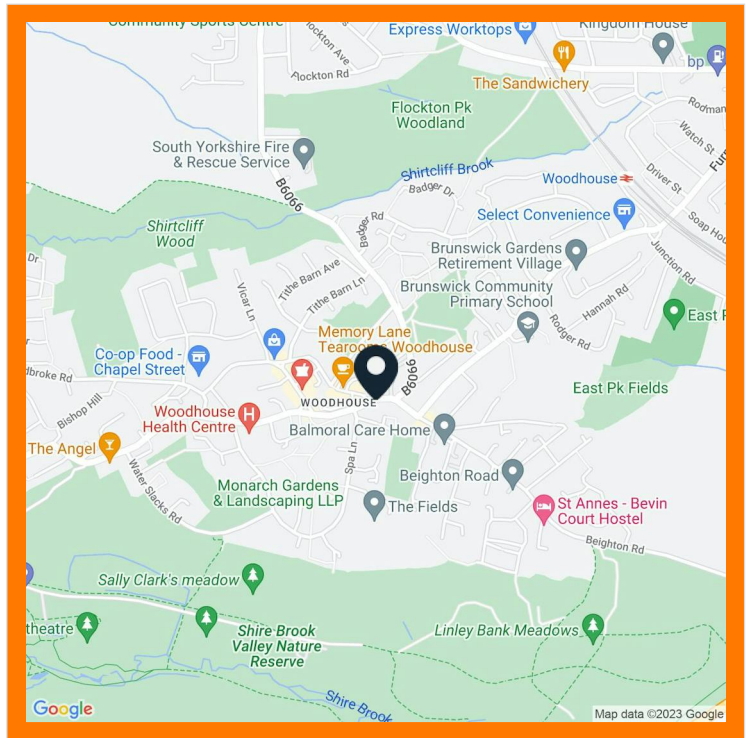 Community Sports Centre
Express Worktops
Kingdom House
Flockton Ave
Flockton Rd
bp
The Sandwichery
Flockton Pk
Woodland
Watch St
South Yorkshire Fire
& Rescue Service
Shirtcliff Brook
Woodhouse
Driver St
Badger Dr
B6066
Select Convenience
Badger Rd
Shirtcliff
Wood
Brunswick Gardens
Retirement Village
Junction Rd
Dr
Tithe Barn Ave
Tithe Barn Ln
Vicar Ln
Brunswick Community
Primary School
Hannah Rd
Rodger Rd
East
Memory Lane
Tearooms Woodhouse
Co-op Food -
Chapel Street
B6066
East Pk Fields
WOODHOUSE
Bishop Hill
Woodhouse
Health Centre
Balmoral Care Home
The Angel
Spa Ln
Water Slacks Rd
Beighton Road
Monarch Gardens
& Landscaping LLP
The Fields
St Annes - Bevin
Court Hostel
Beighton Rd
Sally Clark's meadow
theatre
Shire Brook
Valley Nature
Reserve
Linley Bank Meadows
Shire Brook
Google
Map data ©2023 Google